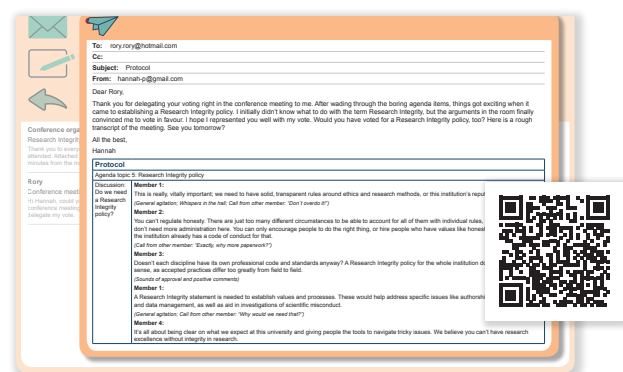 To: rory.rory@hotmail.com
Cc:
Subject: Protocol
From: hannah-p@gmail.com
Dear Rory,
Thank you for delegating your voting right in the conference meeting to me. After wading through the boring agenda items, things got exciting when it
came to establishing a Research Integrity Policy. I initially didn't know what to do with the term Research Integrity, but the arguments in the room finally
convinced me to vote in favour. I hope I represented you well with my vote. Would you have voted for a Research Integrity policy, too? Here is a rough
transcript of the meeting. See you tomorrow?
All the best,
Hannah
Protocol
Agenda topic 5: Research Integrity policy
Discussion:
Do we need
a Research
Integrity
policy?
Member 1:
This is really, vitally important; we need to have solid, transparent rules around ethics and research methods, or this institution's
(General agitation; Whispers in the hall; Call from other member: "Don't overdo it!")
Member 2:
You can't regulate honesty. There are just too many different circumstances to be able to account for all of them with individual rules,
don't need more administration here. You can only encourage people to do the right thing, or hire people who have values like
the institution already has a code of conduct for that.
(Call from other member: "Exactly, why more paperwork?")
Member 3:
Doesn't each discipline have its own professional code and standards anyway? A Research Integrity policy for the whole institution
sense, as accepted practices differ too greatly from field to field.
(Sounds of approval and positive comments)
Member 1:
A Research Integrity statement is needed to establish values and processes. These would help address specific issues like
and data management, as well as aid in investigations of scientific misconduct.
(General agitation; Call from other member: "Why would we need that?")
Member 4:
It's all about being clear on what we expect at this university and giving people the tools to navigate tricky issues. We believe you can't have research
excellence without integrity in research.
Conference orga
Research Integrity
Thank you to every
attended. Attached
minutes from the m
Rory
Conference meeti
Hi Hannah, could y
conference meeting
delegate my vote.